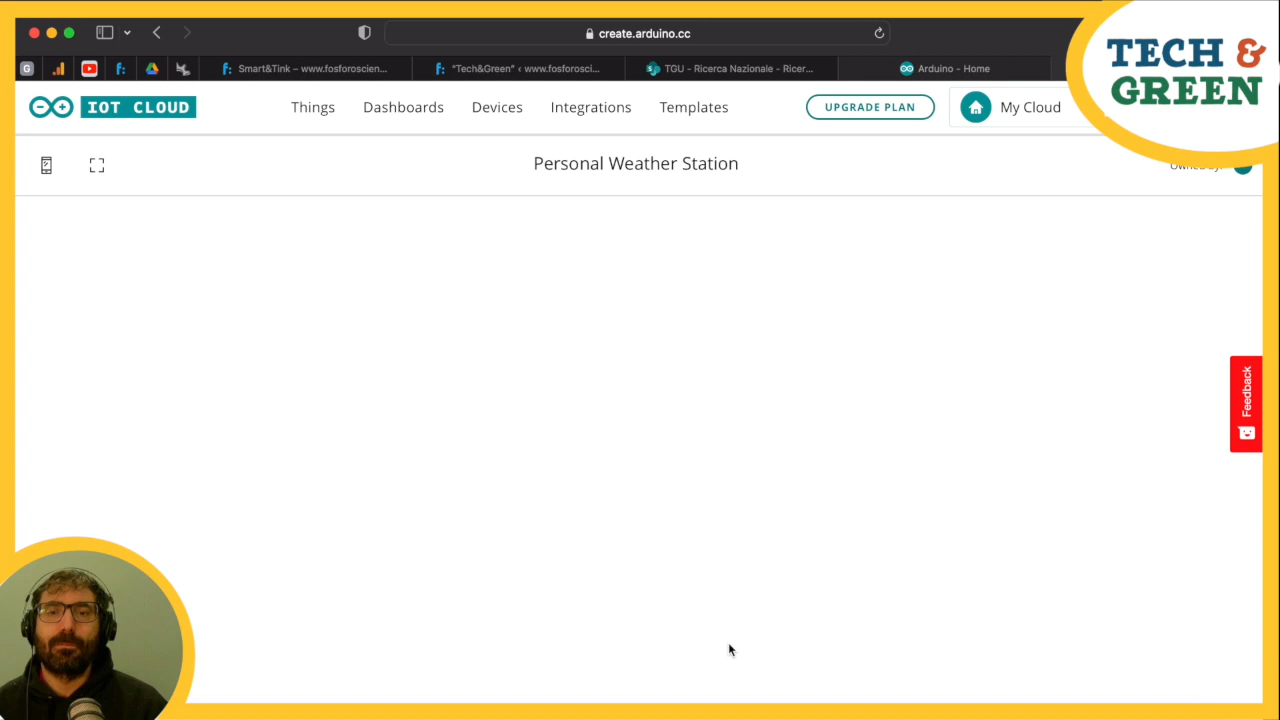 create.arduino.cc
G
f:
Smart&Tink – www.fosforoscien...
f:
"Tech&Green" ‹ www.fosforosci...
TGU - Ricerca Nazionale - Ricer...
Arduino - Home
TECH &
GREEN
IOT CLOUD
Things
Dashboards
Devices
Integrations
Templates
UPGRADE PLAN
My Cloud
Personal Weather Station
Feedback